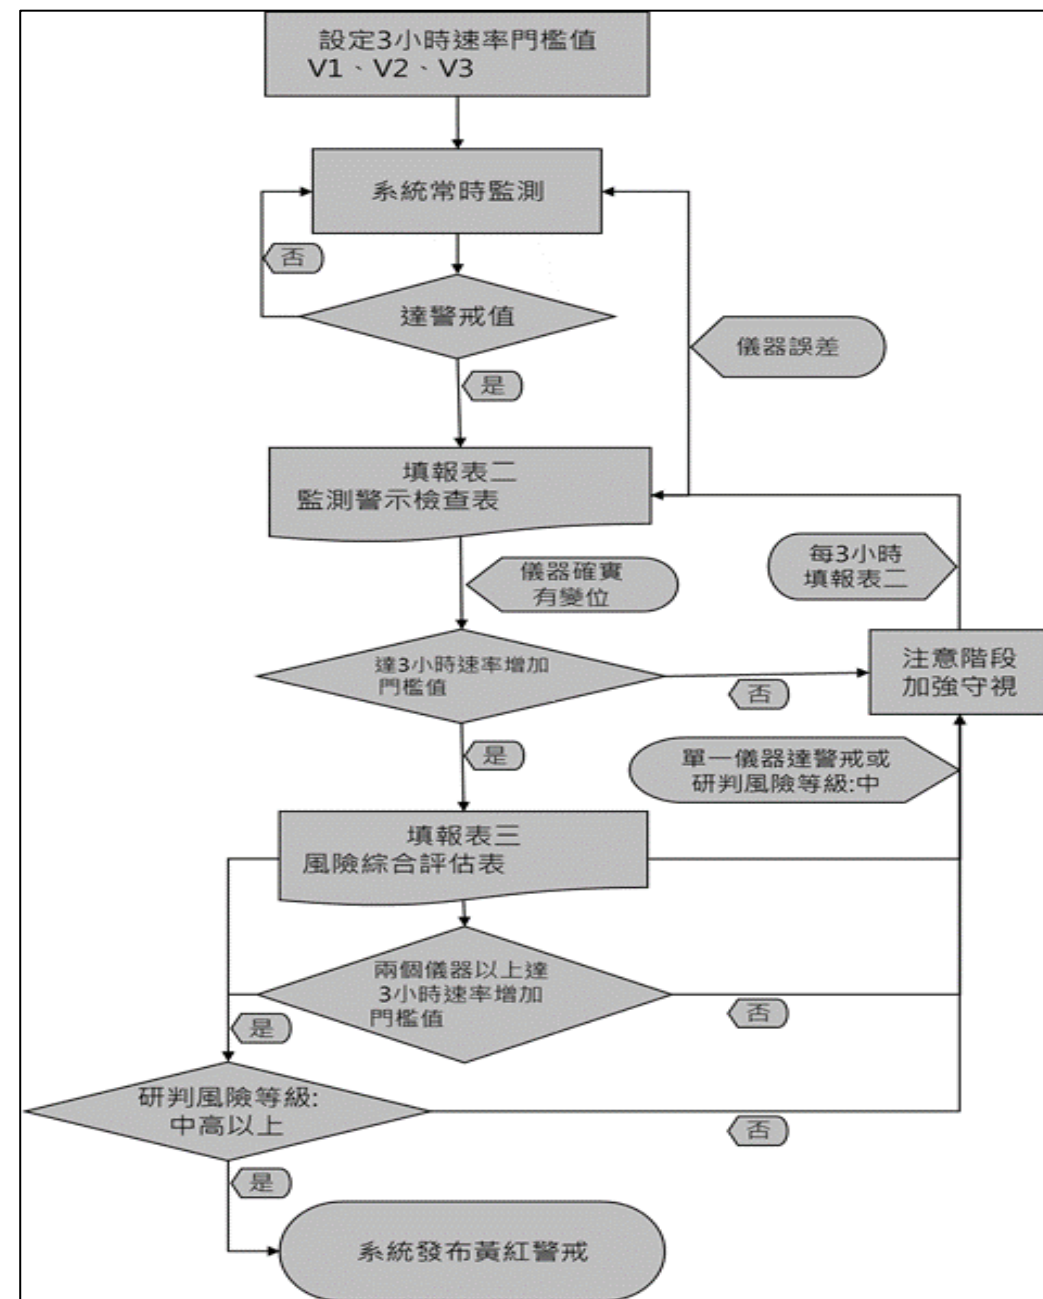 設定3小時速率門檻值
V1、V2、V3
系統常時監測
否
達警戒值
儀器誤差
是
填報表二
監測警示檢查表
每3小時
填報表二
儀器確實
有變位
達3小時速率增加
門檻值
注意階段
加強守視
否
是
單一儀器達警戒或
研判風險等級:中
填報表三
風險綜合評估表
兩個儀器以上達
3小時速率增加
門檻值
否
是
研判風險等級:
中高以上
否
是
系統發布黃紅警戒